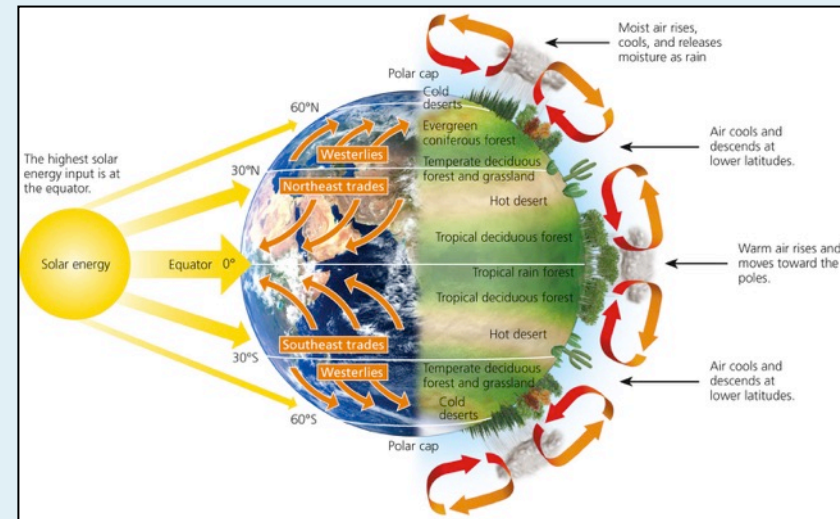 Moist air rises,
cools, and releases
moisture as rain
Polar cap
Cold
deserts
60°N
Evergreen
coniferous forest
Westerlies
Air cools and
descends at
lower latitudes.
The highest solar
energy input is at
the equator.
30°N
Temperate deciduous
forest and grassland
Northeast trades
Hot desert
Tropical deciduous forest
Solar energy
Equator 0°
Warm air rises and
moves toward the
poles.
Tropical rain forest
Tropical deciduous forest
Hot desert
Southeast trades
30°S
Westerlies
Temperate deciduous
forest and grassland
Air cools and
descends at
lower latitudes.
Cold
deserts
60°S
Polar cap